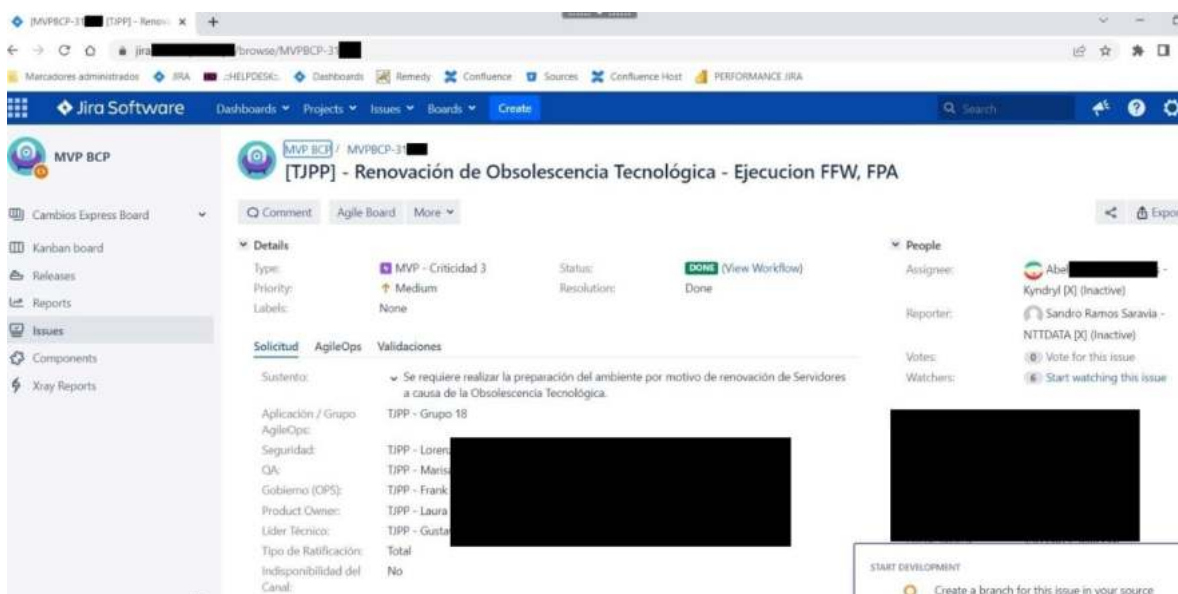 [MVPBCP-31 [TJPP] - Renova
jira /browse/MVPBCP-31
Marcadores administrados JIRA ::HELPDESK:. Dashboards Remedy Confluence Sources Confluence Host PERFORMANCE JIRA
Jira Software Dashboards Projects Issues Boards Create Search
MVP BCP
MVP BCP / MVPBCP-31
[TJPP] - Renovación de Obsolescencia Tecnológica - Ejecucion FFW, FPA
Cambios Express Board
Kanban board
Releases
Reports
Issues
Components
Xray Reports
Comment Agile Board More Expor
Details
Type: MVP - Criticidad 3 Status: DONE (View Workflow)
Priority: Medium Resolution: Done
Labels: None
Solicitud AgileOps Validaciones
Sustento: Se requiere realizar la preparación del ambiente por motivo de renovación de Servidores
a causa de la Obsolescencia Tecnológica.
Aplicación / Grupo TJPP - Grupo 18
AgileOps:
Seguridad: TJPP - Loren
QA: TJPP - Maris
Gobierno (OPS): TJPP - Frank
Product Owner: TJPP - Laura
Líder Técnico: TJPP - Gusta
Tipo de Ratificación: Total
Indisponibilidad del No
Canal:
People
Assignee: Abel -
Kyndryl [X] (Inactive)
Reporter: Sandro Ramos Saravia -
NTTDATA [X] (Inactive)
Votes: 0 Vote for this issue
Watchers: 6 Start watching this issue
START DEVELOPMENT
Create a branch for this issue in your source